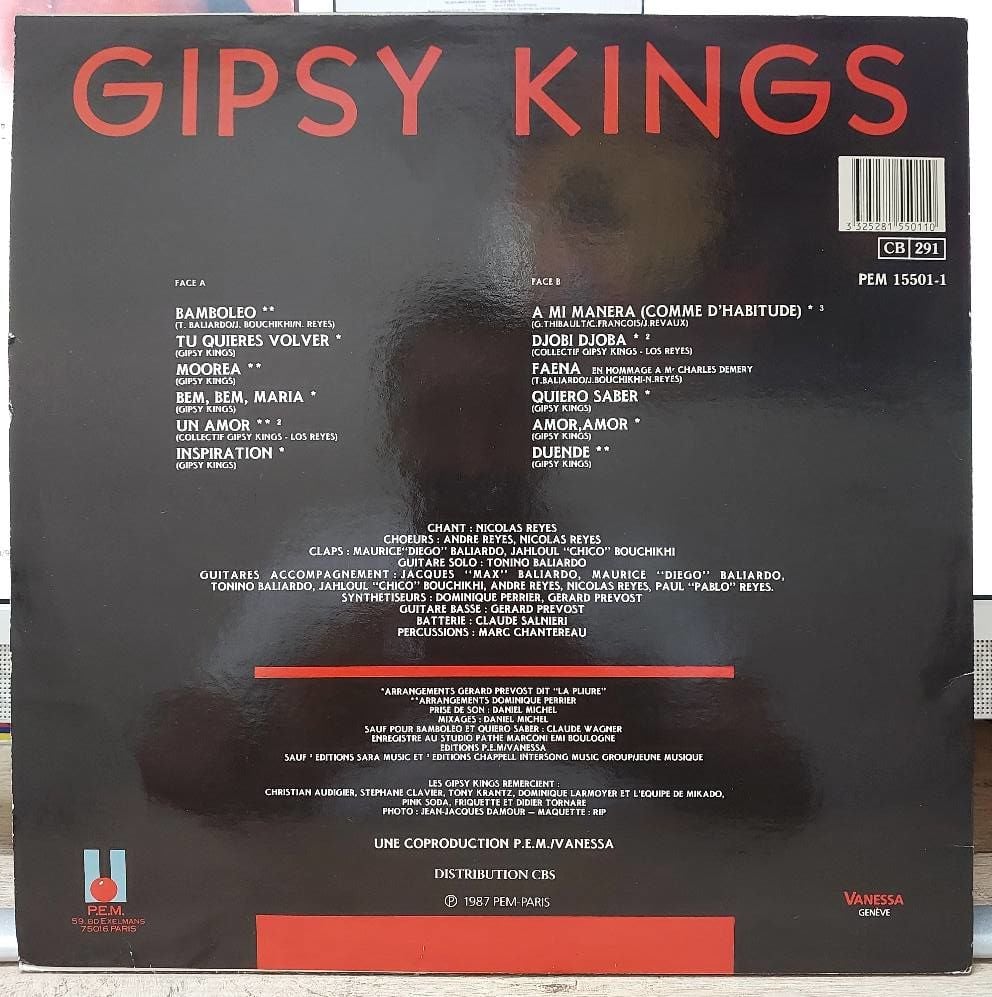 GIPSY KINGS
3 325281 550110
CB 291
PEM 15501-1
FACE A
BAMBOLEO **
(T. BALIARDO/J. BOUCHIKHI/N. REYES)
TU QUIERES VOLVER *
(GIPSY KINGS)
MOOREA **
(GIPSY KINGS)
BEM, BEM, MARIA *
(GIPSY KINGS)
UN AMOR ** ²
(COLLECTIF GIPSY KINGS - LOS REYES)
INSPIRATION *
(GIPSY KINGS)
FACE B
A MI MANERA (COMME D'HABITUDE) * ³
(G.THIBAULT/C.FRANCOIS/J.REVAUX)
DJOBI DJOBA * ²
(COLLECTIF GIPSY KINGS - LOS REYES)
FAENA EN HOMMAGE A Mr CHARLES DEMERY
(T.BALIARDO/J.BOUCHIKHI-N.REYES)
QUIERO SABER *
(GIPSY KINGS)
AMOR,AMOR *
(GIPSY KINGS)
DUENDE **
(GIPSY KINGS)
CHANT : NICOLAS REYES
CHOEURS : ANDRE REYES, NICOLAS REYES
CLAPS : MAURICE "DIEGO" BALIARDO, JAHLOUL "CHICO" BOUCHIKHI
GUITARE SOLO : TONINO BALIARDO
GUITARES ACCOMPAGNEMENT : JACQUES "MAX" BALIARDO, MAURICE "DIEGO" BALIARDO,
TONINO BALIARDO, JAHLOUL "CHICO" BOUCHIKHI, ANDRE REYES, NICOLAS REYES, PAUL "PABLO" REYES.
SYNTHETISEURS : DOMINIQUE PERRIER, GERARD PREVOST
GUITARE BASSE : GERARD PREVOST
BATTERIE : CLAUDE SALNIERI
PERCUSSIONS : MARC CHANTEREAU
*ARRANGEMENTS GERARD PREVOST DIT "LA PLIURE"
**ARRANGEMENTS DOMINIQUE PERRIER
PRISE DE SON : DANIEL MICHEL
MIXAGES : DANIEL MICHEL
SAUF POUR BAMBOLEO ET QUIERO SABER : CLAUDE WAGNER
ENREGISTRE AU STUDIO PATHE MARCONI EMI BOULOGNE
EDITIONS P.E.M/VANESSA
SAUF ² EDITIONS SARA MUSIC ET ³ EDITIONS CHAPPELL INTERSONG MUSIC GROUP/JEUNE MUSIQUE
LES GIPSY KINGS REMERCIENT :
CHRISTIAN AUDIGIER, STEPHANE CLAVIER, TONY KRANTZ, DOMINIQUE LARMOYER ET L'EQUIPE DE MIKADO,
PINK SODA, FRIQUETTE ET DIDIER TORNARE
PHOTO : JEAN-JACQUES DAMOUR – MAQUETTE : RIP
UNE COPRODUCTION P.E.M./VANESSA
DISTRIBUTION CBS
℗ 1987 PEM-PARIS
P.E.M.
59, BD EXELMANS
75016 PARIS
VANESSA
GENÈVE